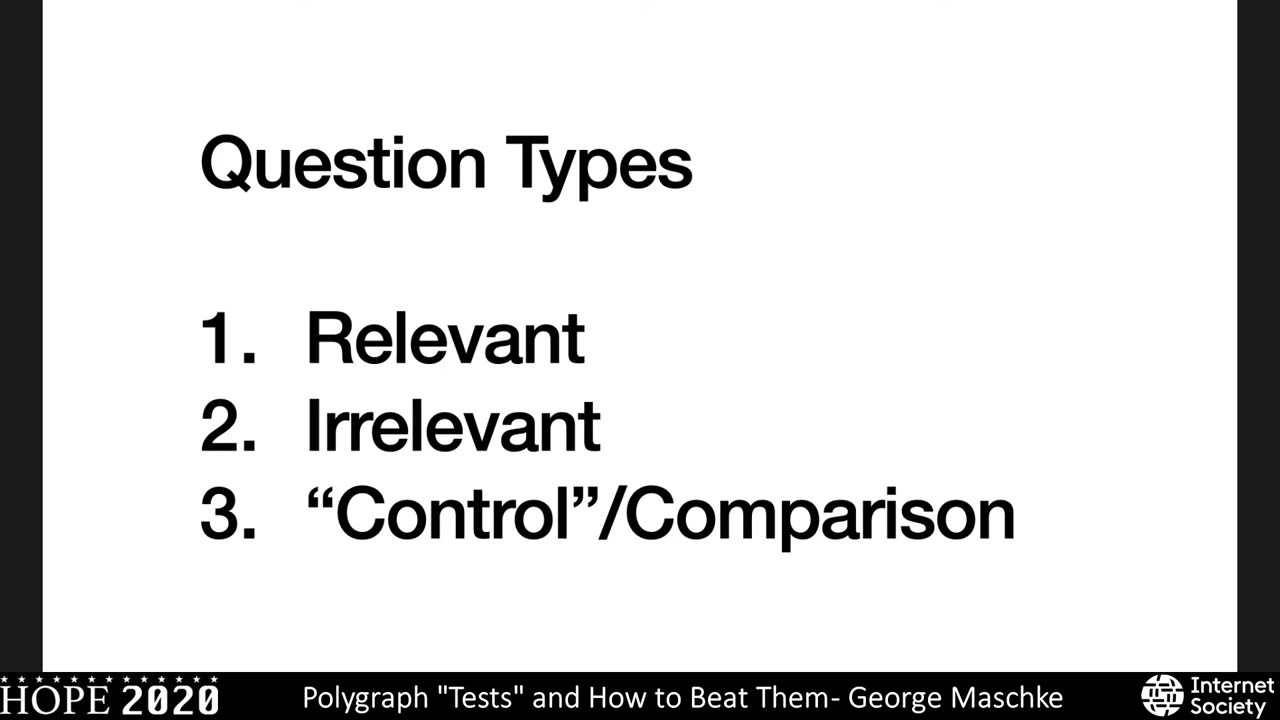 Question Types
1. Relevant
2. Irrelevant
3. “Control”/Comparison
HOPE 2020
Polygraph "Tests" and How to Beat Them- George Maschke
Internet
Society